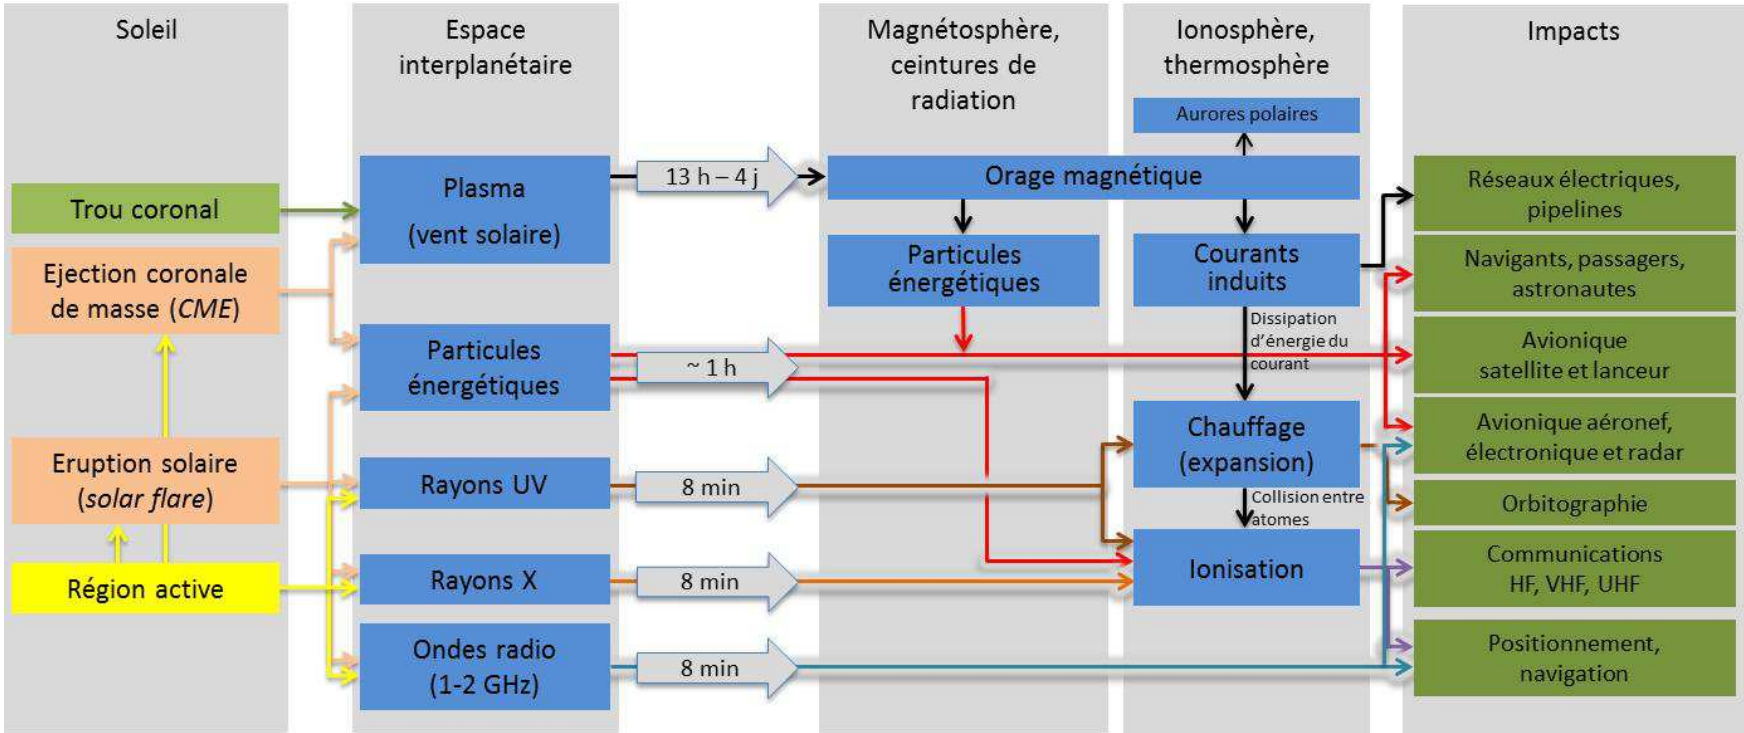 Soleil
Trou coronal
Ejection coronale
de masse (CME)
Eruption solaire
(solar flare)
Région active
Espace
interplanétaire
Plasma
(vent solaire)
Particules
énergétiques
Rayons UV
Rayons X
Ondes radio
(1-2 GHz)
13 h – 4 j
~ 1 h
8 min
8 min
8 min
Magnétosphère,
ceintures de
radiation
Orage magnétique
Particules
énergétiques
Ionosphère,
thermosphère
Aurores polaires
Courants
induits
Dissipation
d'énergie du
courant
Chauffage
(expansion)
Collision entre
atomes
Ionisation
Impacts
Réseaux électriques,
pipelines
Navigants, passagers,
astronautes
Avionique
satellite et lanceur
Avionique aéronef,
électronique et radar
Orbitographie
Communications
HF, VHF, UHF
Positionnement,
navigation